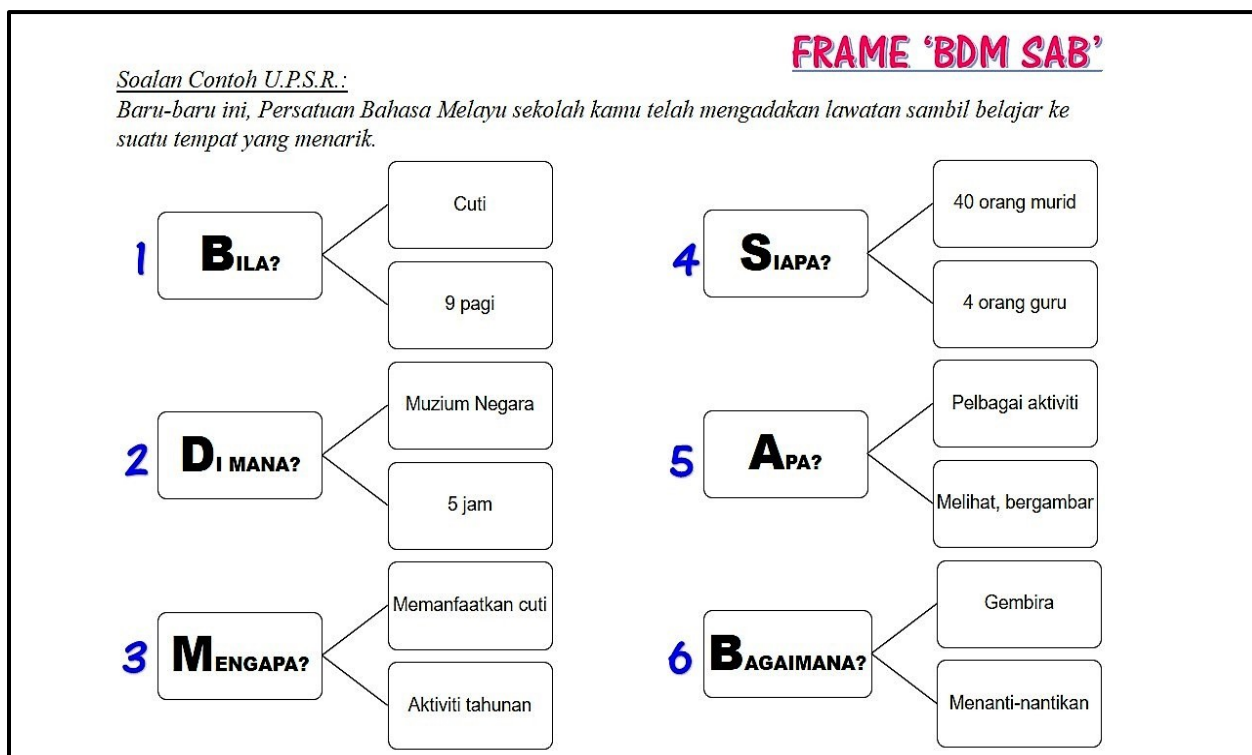 FRAME ‘BDM SAB’
Soalan Contoh U.P.S.R.:
Baru-baru ini, Persatuan Bahasa Melayu sekolah kamu telah mengadakan lawatan sambil belajar ke
suatu tempat yang menarik.
1 BILA?
Cuti
9 pagi
2 DI MANA?
Muzium Negara
5 jam
3 MENGAPA?
Memanfaatkan cuti
Aktiviti tahunan
4 SIAPA?
40 orang murid
4 orang guru
5 APA?
Pelbagai aktiviti
Melihat, bergambar
6 BAGAIMANA?
Gembira
Menanti-nantikan